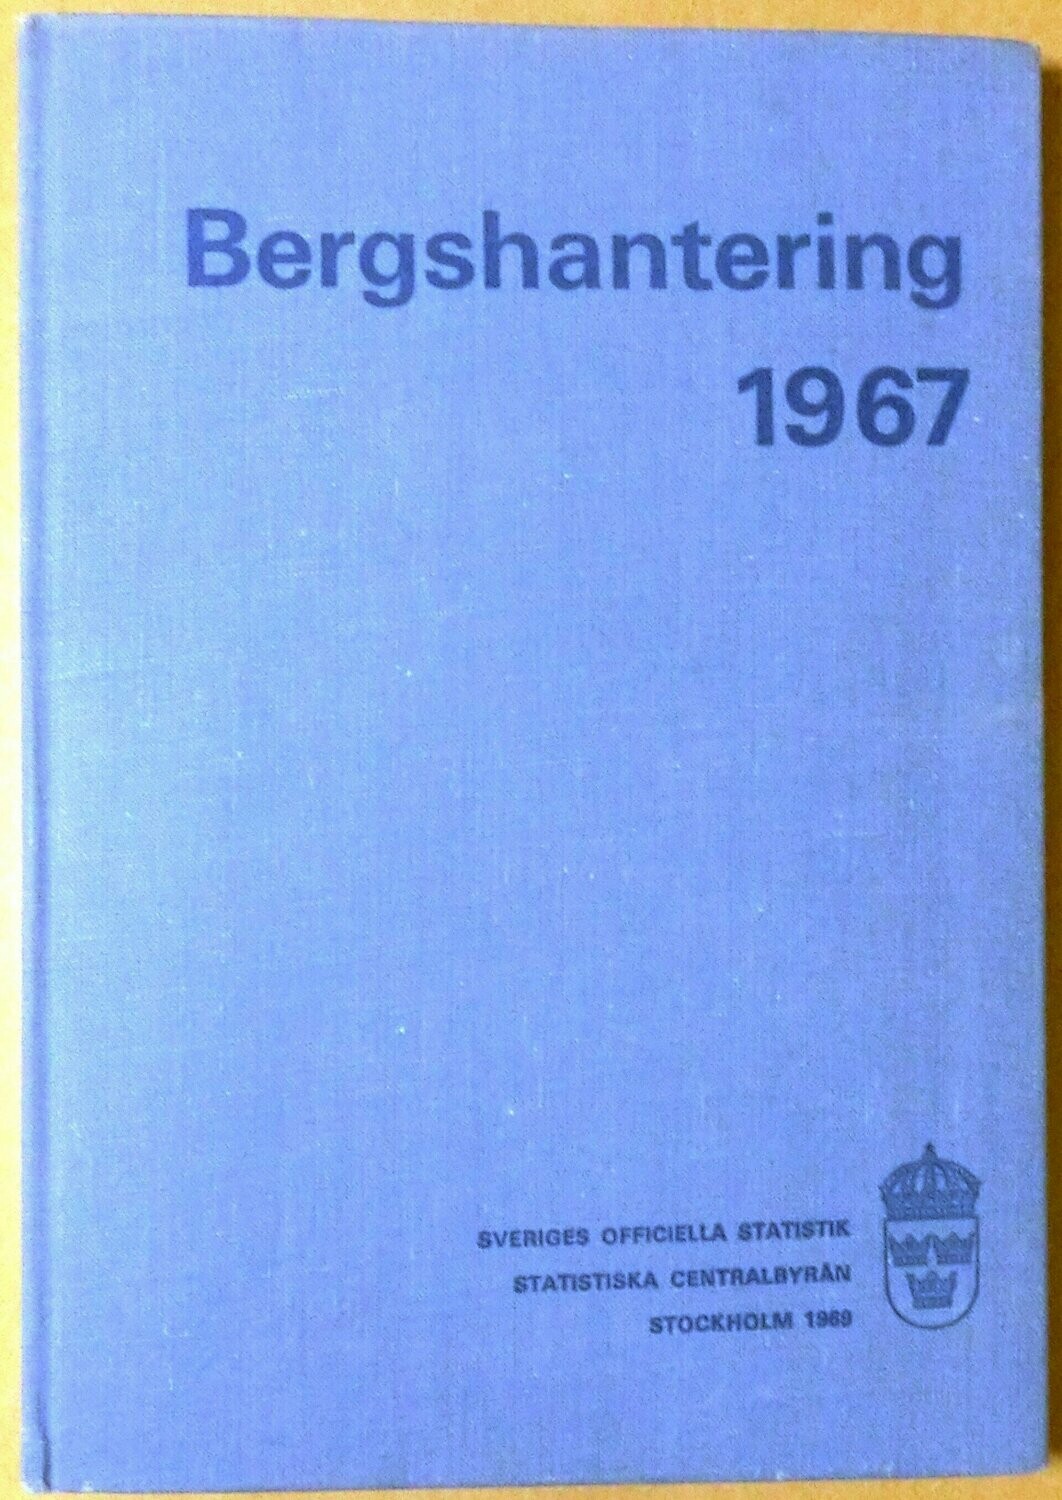 Bergshantering
1967
SVERIGES OFFICIELLA STATISTIK
STATISTISKA CENTRALBYRÅN
STOCKHOLM 1969